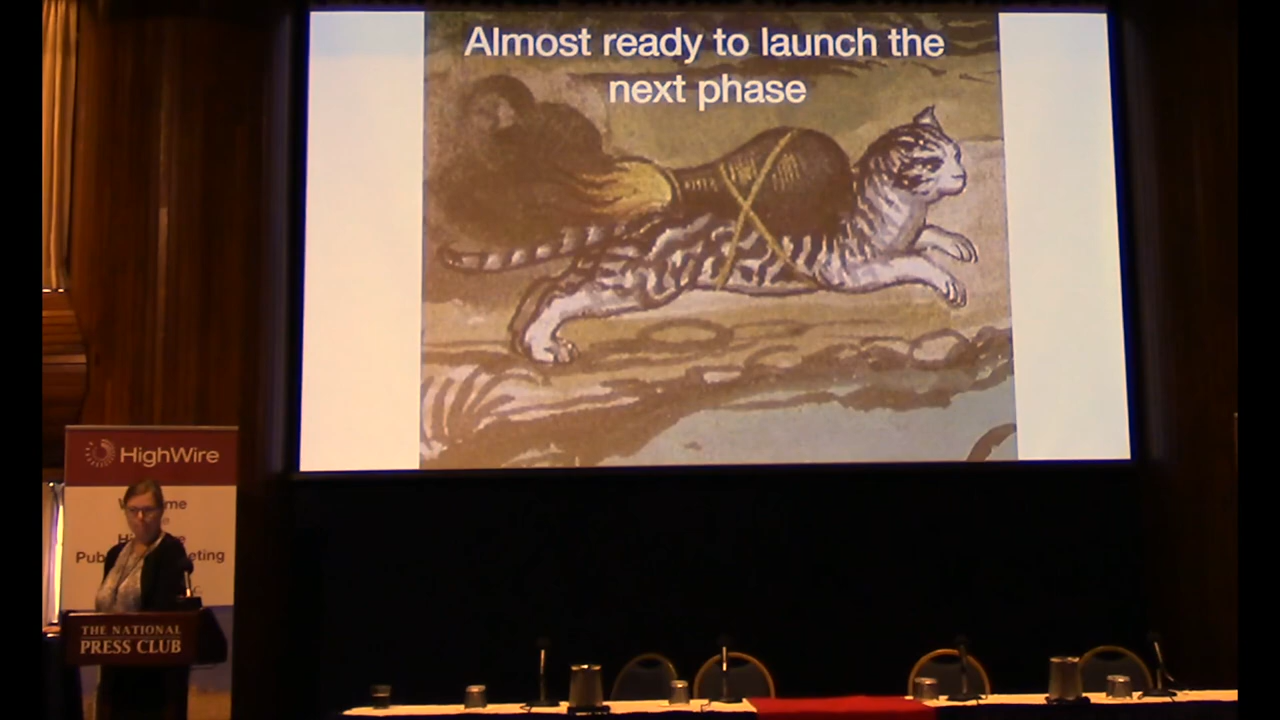 Almost ready to launch the
next phase
HighWire
THE NATIONAL
PRESS CLUB